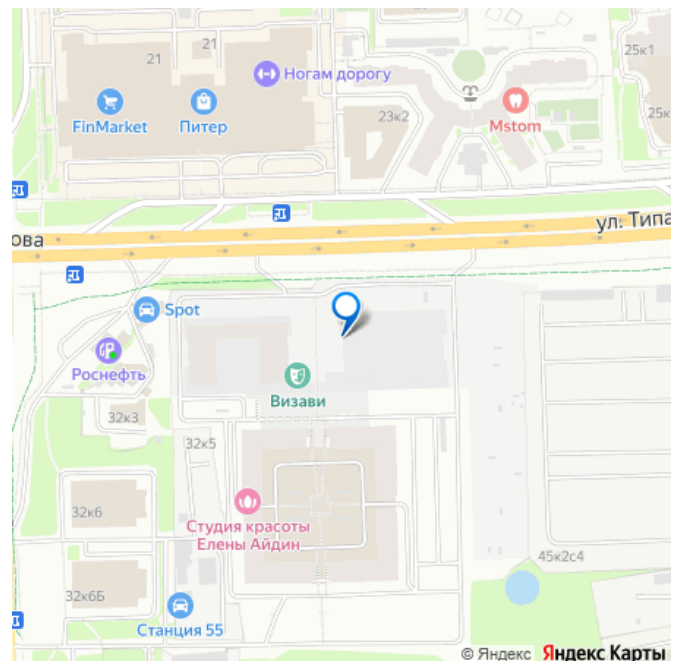 25к1
21
21
Ногам дорогу
25к
FinMarket
Питер
23к2
Mstom
ова
ул. Типа
Spot
Роснефть
Визави
32к3
32к5
32к6
Студия красоты
Елены Айдин
45к2с4
32к6Б
Станция 55
© Яндекс Яндекс Карты